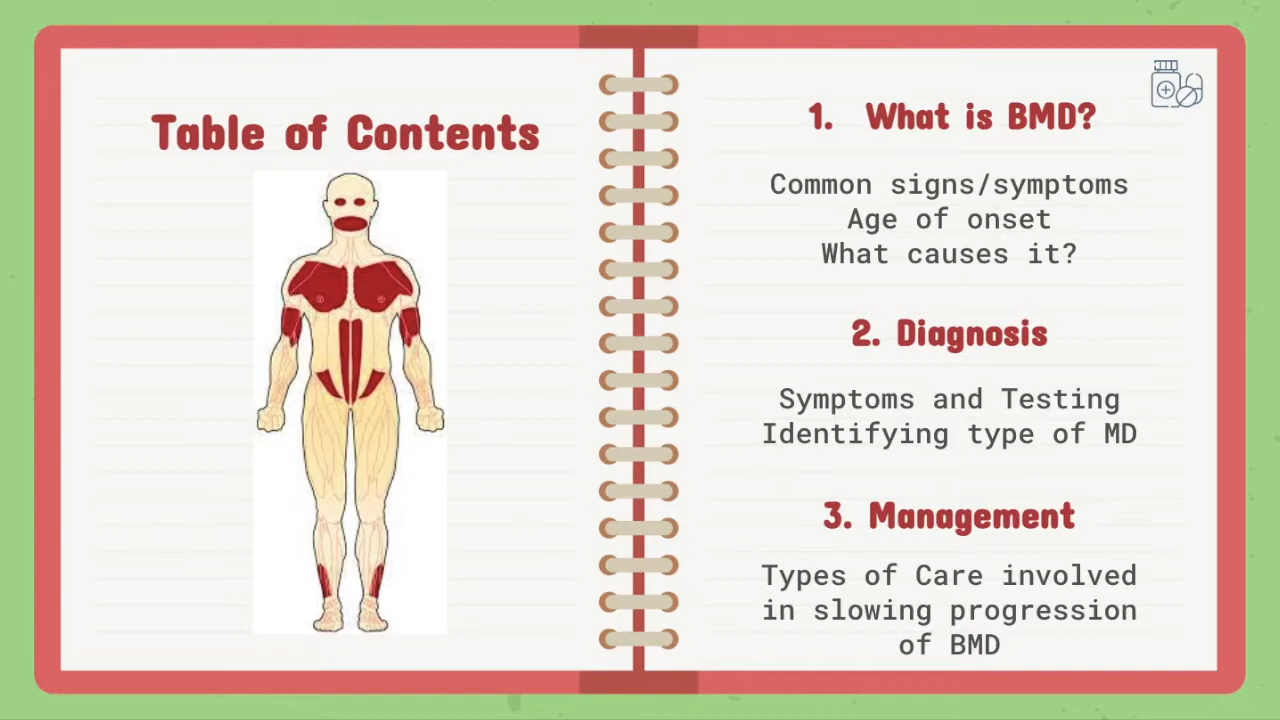 Table of Contents
1. What is BMD?
Common signs/symptoms
Age of onset
What causes it?
2. Diagnosis
Symptoms and Testing
Identifying type of MD
3. Management
Types of Care involved
in slowing progression
of BMD